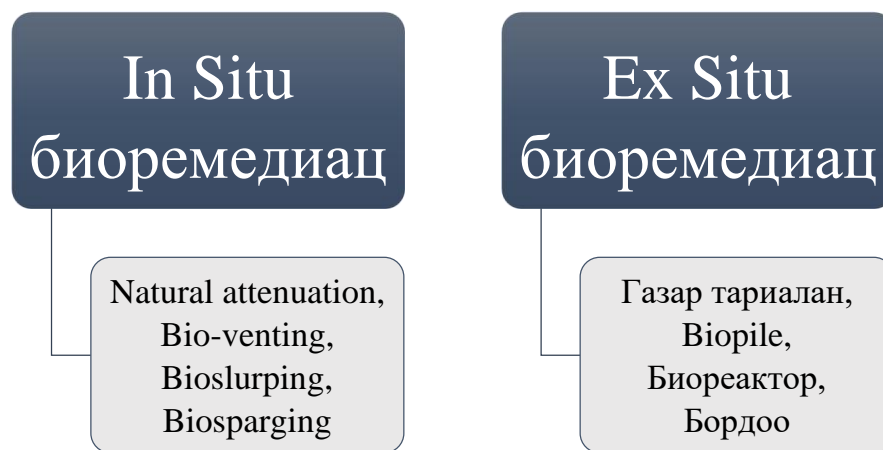 In Situ
биоремедиац
Natural attenuation,
Bio-venting,
Bioslurping,
Biosparging
Ex Situ
биоремедиац
Газар тариалан,
Biopile,
Биореактор,
Бордоо